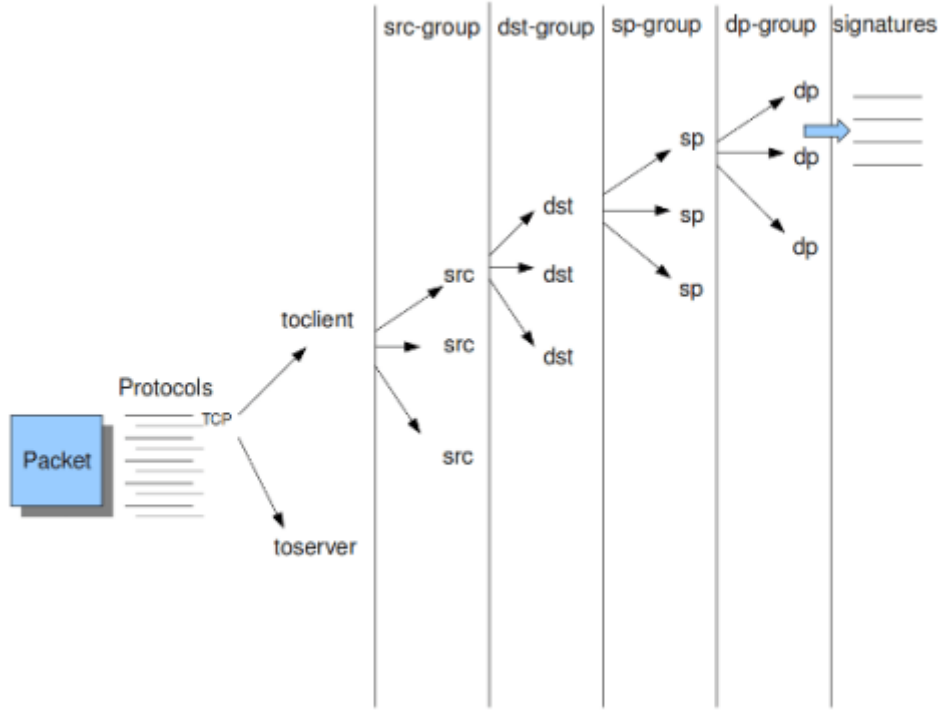 src-group dst-group sp-group dp-group signatures
dp
sp
dp
dst
sp
dp
src
dst
sp
toclient
src
dst
Protocols
TCP
Packet
src
toserver